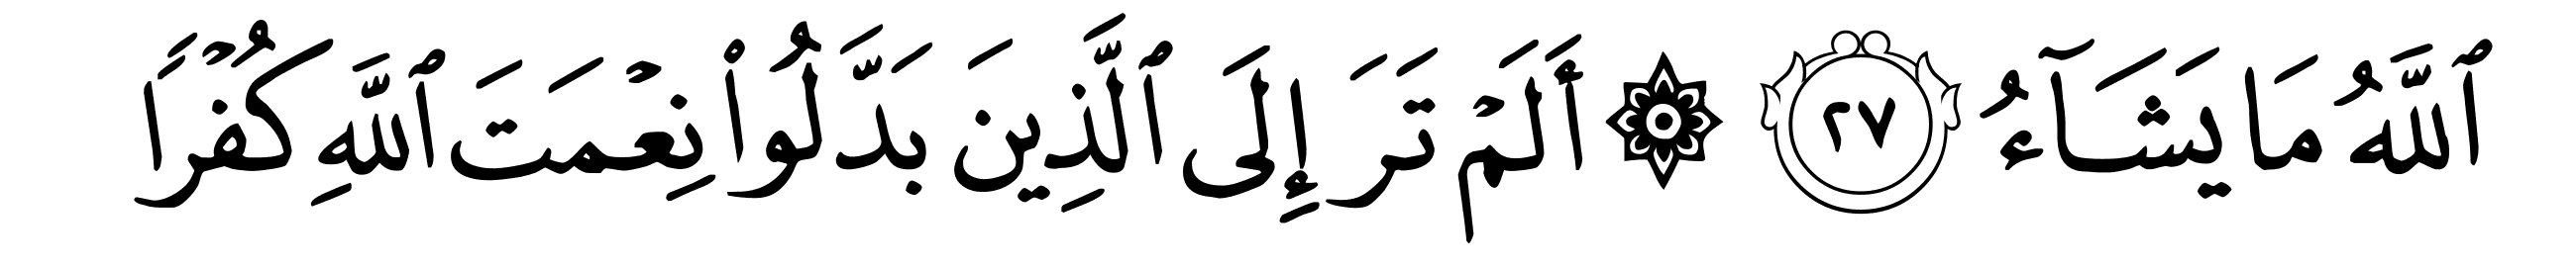 ٱللَّهُ مَا يَشَآءُ ٢٧ ۞ أَلَمْ تَرَ إِلَى ٱلَّذِينَ بَدَّلُوا۟ نِعْمَتَ ٱللَّهِ كُفْرًا